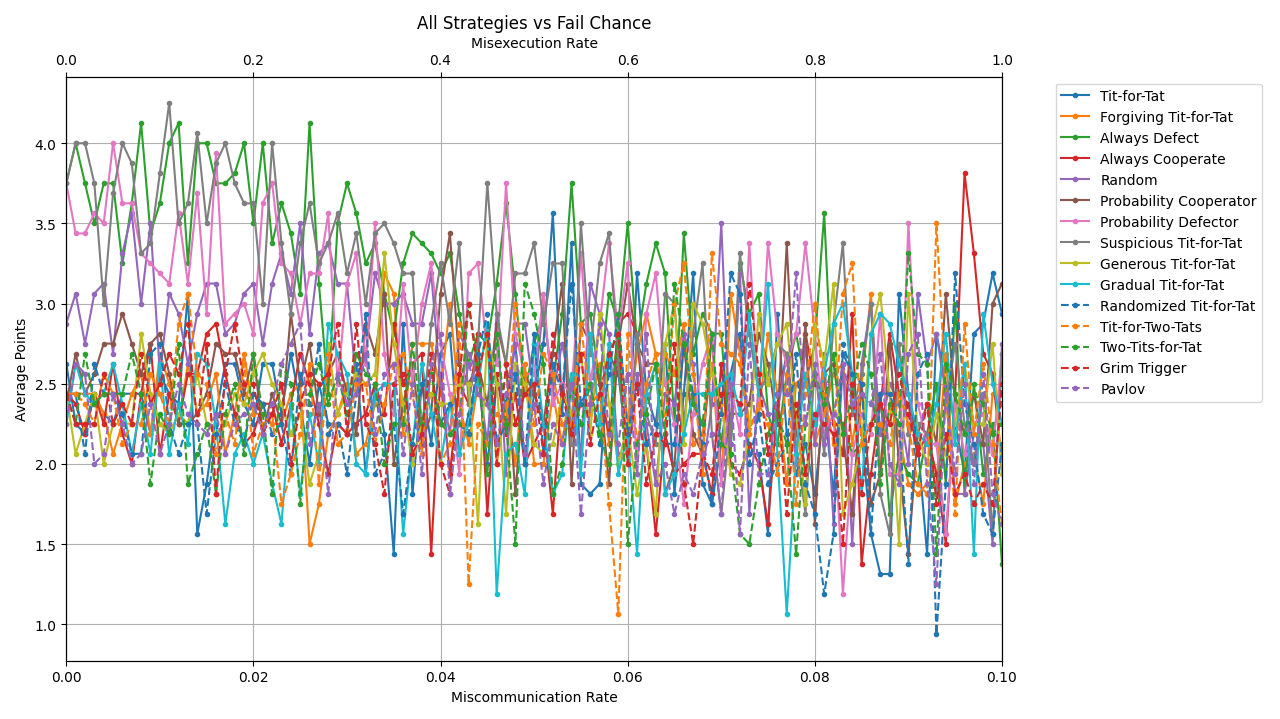 All Strategies vs Fail Chance
Misexecution Rate
0.0 0.2 0.4 0.6 0.8 1.0
Average Points
4.0
3.5
3.0
2.5
2.0
1.5
1.0
0.00 0.02 0.04 0.06 0.08 0.10
Miscommunication Rate
Tit-for-Tat
Forgiving Tit-for-Tat
Always Defect
Always Cooperate
Random
Probability Cooperator
Probability Defector
Suspicious Tit-for-Tat
Generous Tit-for-Tat
Gradual Tit-for-Tat
Randomized Tit-for-Tat
Tit-for-Two-Tats
Two-Tits-for-Tat
Grim Trigger
Pavlov